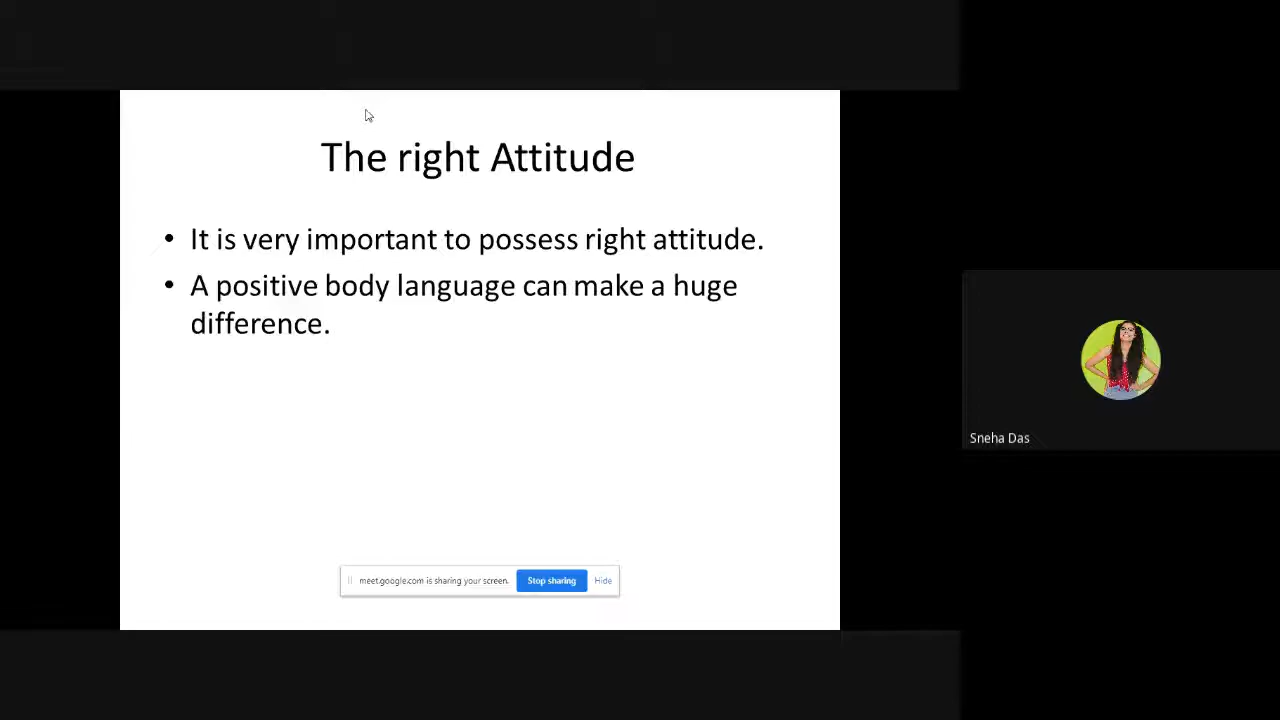 The right Attitude
• It is very important to possess right attitude.
• A positive body language can make a huge
difference.
Sneha Das
meet.google.com is sharing your screen.
Stop sharing
Hide